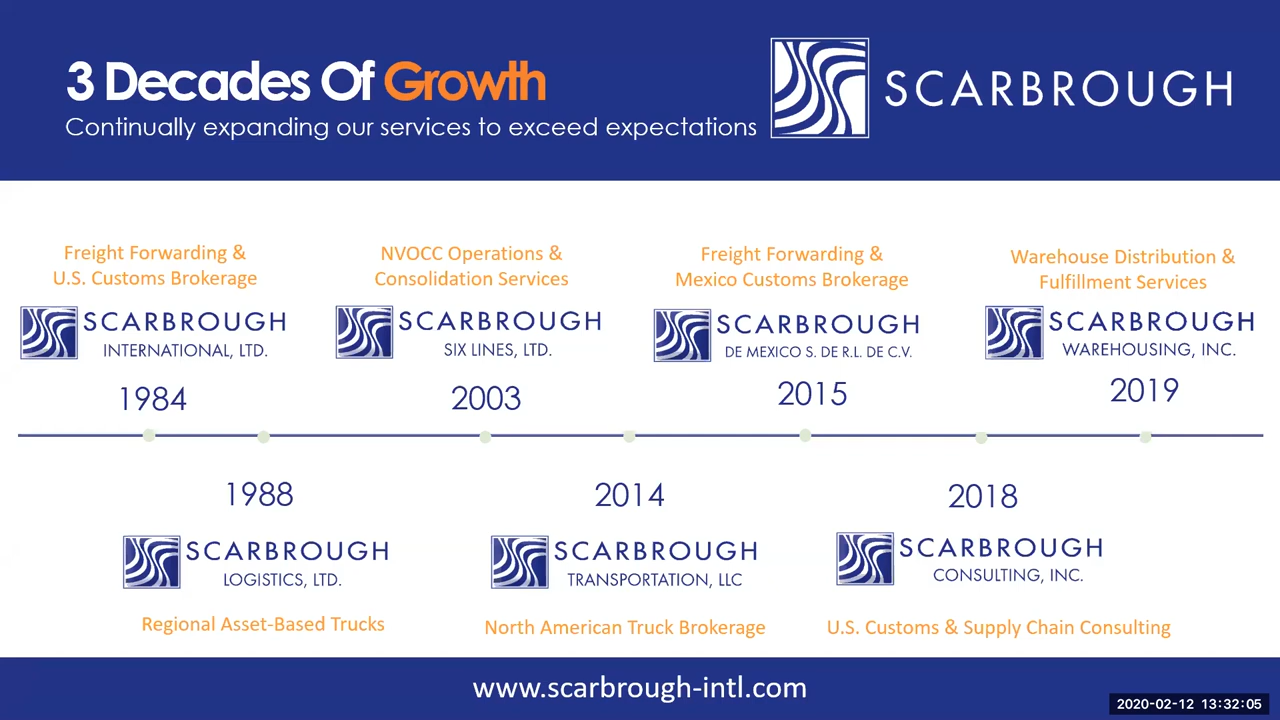 3 Decades Of Growth
Continually expanding our services to exceed expectations
SCARBROUGH
Freight Forwarding &
U.S. Customs Brokerage
SCARBROUGH
INTERNATIONAL, LTD.
1984
NVOCC Operations &
Consolidation Services
SCARBROUGH
SIX LINES, LTD.
2003
Freight Forwarding &
Mexico Customs Brokerage
SCARBROUGH
DE MEXICO S. DE R.L. DE C.V.
2015
Warehouse Distribution &
Fulfillment Services
SCARBROUGH
WAREHOUSING, INC.
2019
1988
SCARBROUGH
LOGISTICS, LTD.
Regional Asset-Based Trucks
2014
SCARBROUGH
TRANSPORTATION, LLC
North American Truck Brokerage
2018
SCARBROUGH
CONSULTING, INC.
U.S. Customs & Supply Chain Consulting
www.scarbrough-intl.com
2020-02-12 13:32:05